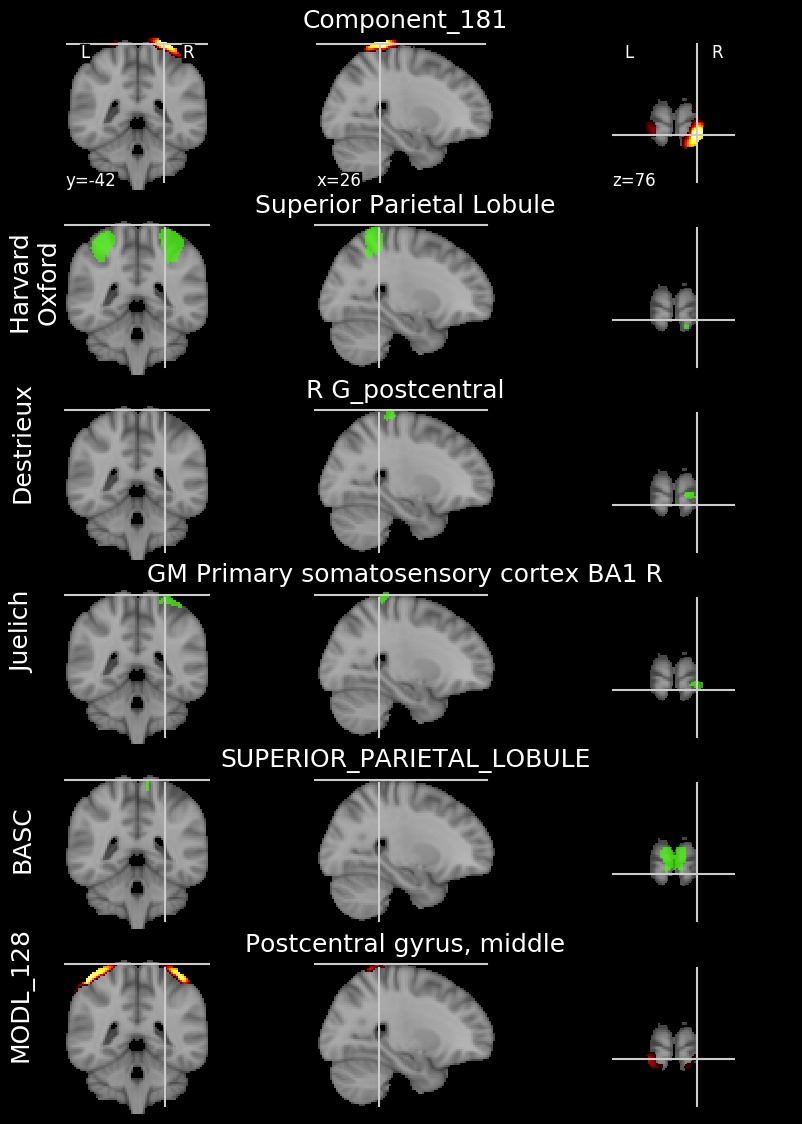 Component_181
L R
L R
y=-42 x=26 z=76
Superior Parietal Lobule
Harvard
Oxford
R G_postcentral
Destrieux
GM Primary somatosensory cortex BA1 R
Juelich
SUPERIOR_PARIETAL_LOBULE
BASC
Postcentral gyrus, middle
MODL_128